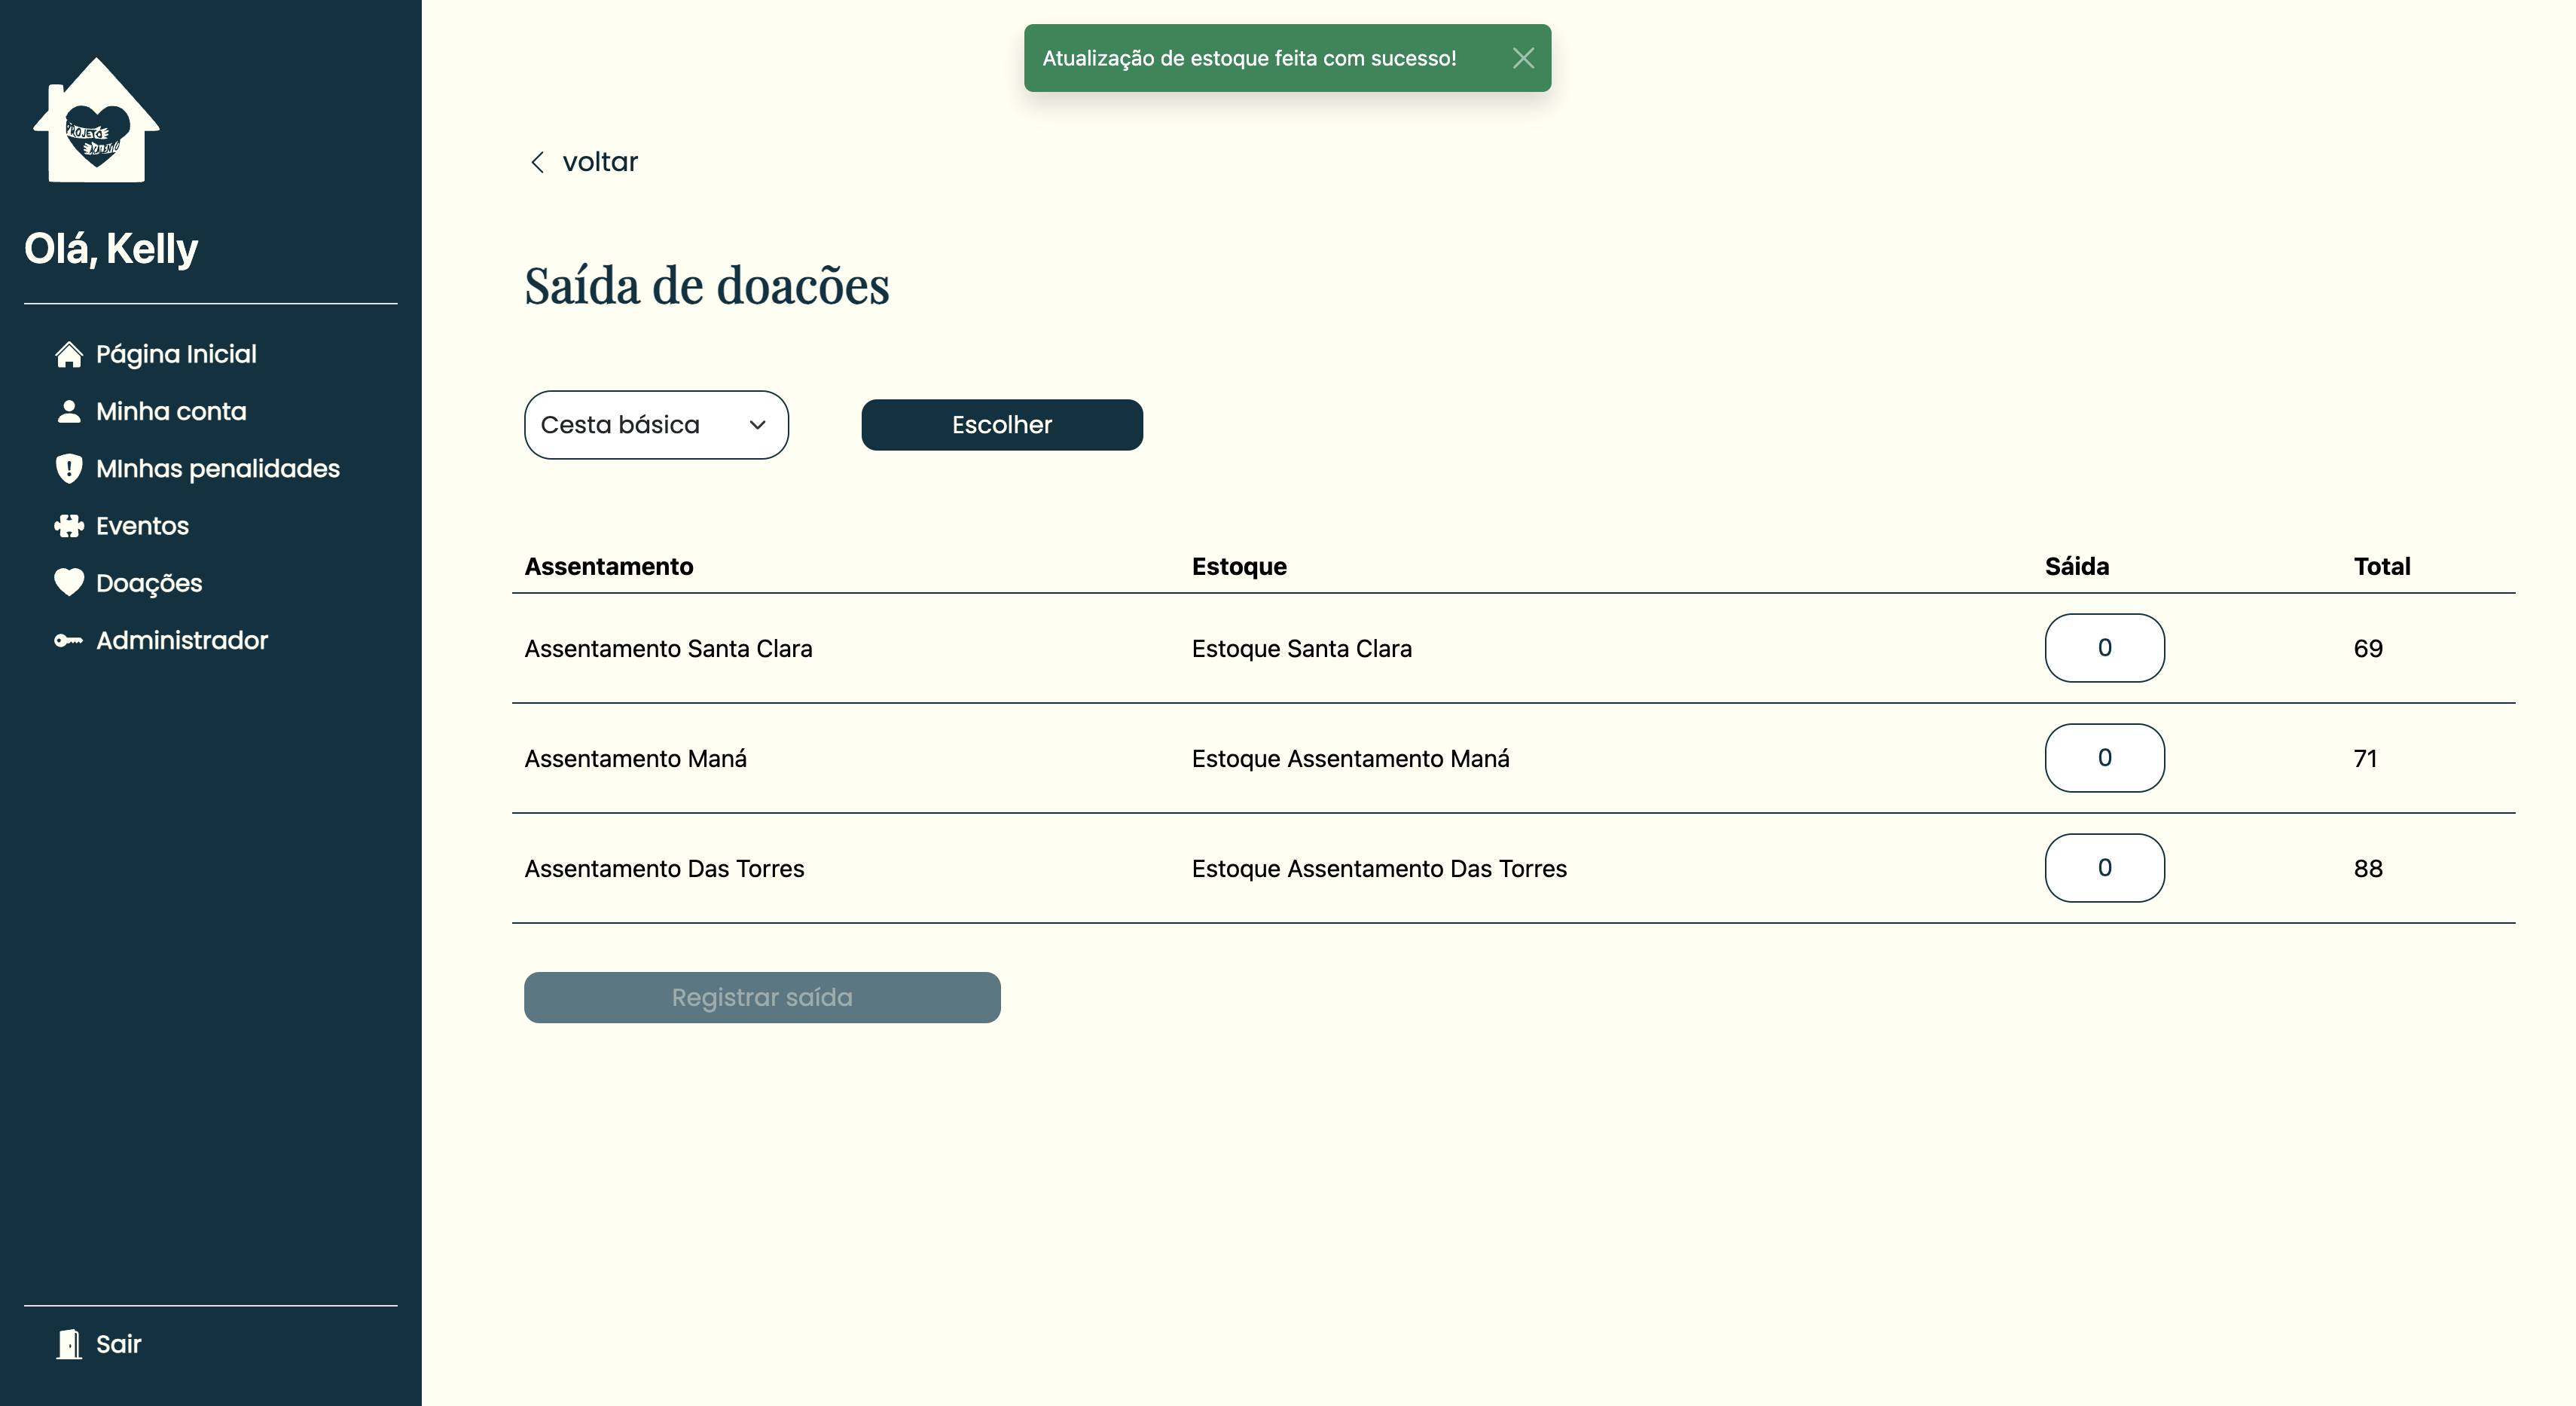 Atualização de estoque feita com sucesso!
PROJETO
ACALENTO
Olá, Kelly
Página Inicial
Minha conta
MInhas penalidades
Eventos
Doações
Administrador
Sair
voltar
Saída de doacões
Cesta básica
Escolher
Assentamento Estoque Sáida Total
Assentamento Santa Clara Estoque Santa Clara 0 69
Assentamento Maná Estoque Assentamento Maná 0 71
Assentamento Das Torres Estoque Assentamento Das Torres 0 88
Registrar saída